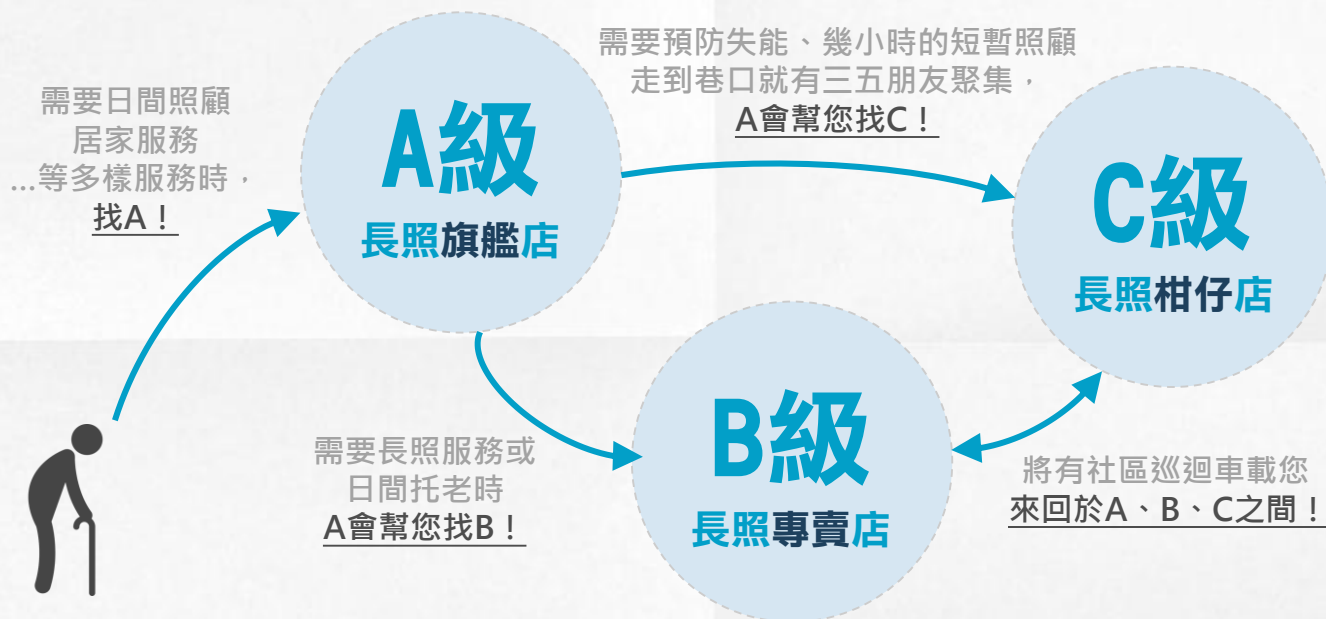 需要日間照顧
居家服務
...等多樣服務時，
找A！
A級
長照旗艦店
需要預防失能、幾小時的短暫照顧
走到巷口就有三五朋友聚集，
A會幫您找C！
C級
長照柑仔店
需要長照服務或
日間托老時
A會幫您找B！
B級
長照專賣店
將有社區巡迴車載您
來回於A、B、C之間！